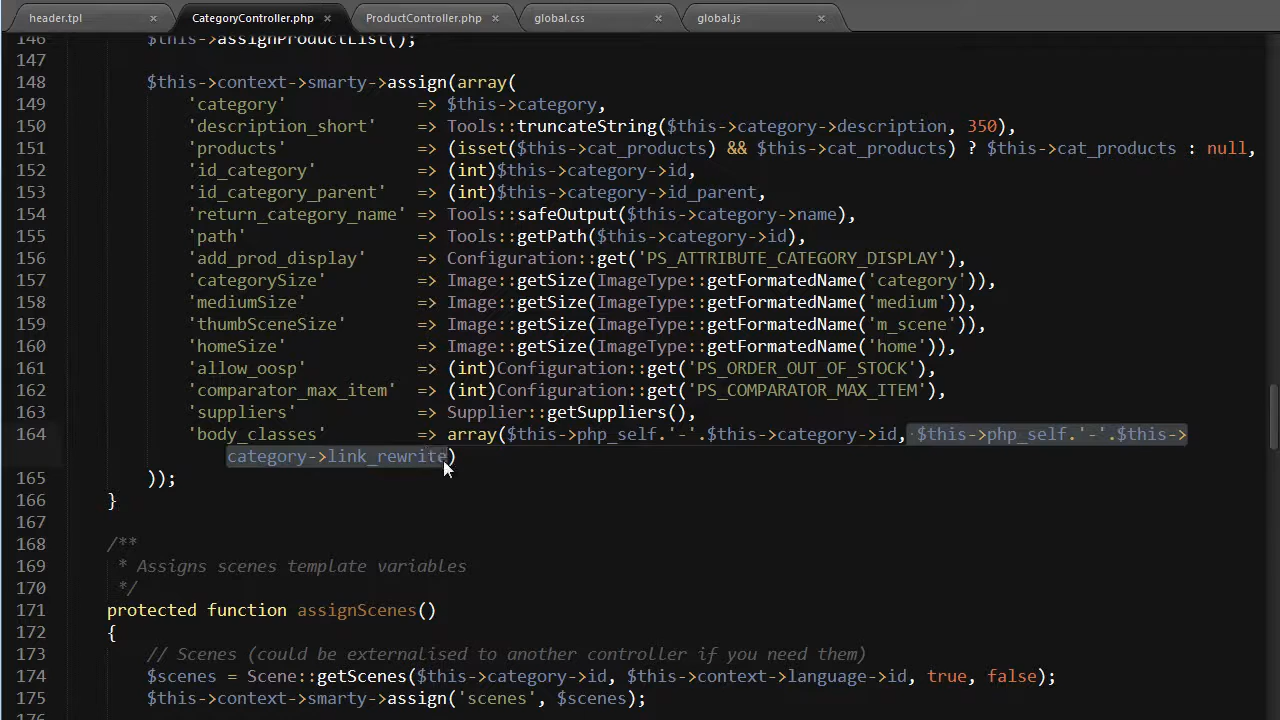 header.tpl × CategoryController.php × ProductController.php × global.css × global.js ×
146 $this->assignProductList();
147
148 $this->context->smarty->assign(array(
149 'category' => $this->category,
150 'description_short' => Tools::truncateString($this->category->description, 350),
151 'products' => (isset($this->cat_products) && $this->cat_products) ? $this->cat_products : null,
152 'id_category' => (int)$this->category->id,
153 'id_category_parent' => (int)$this->category->id_parent,
154 'return_category_name' => Tools::safeOutput($this->category->name),
155 'path' => Tools::getPath($this->category->id),
156 'add_prod_display' => Configuration::get('PS_ATTRIBUTE_CATEGORY_DISPLAY'),
157 'categorySize' => Image::getSize(ImageType::getFormatedName('category')),
158 'mediumSize' => Image::getSize(ImageType::getFormatedName('medium')),
159 'thumbSceneSize' => Image::getSize(ImageType::getFormatedName('m_scene')),
160 'homeSize' => Image::getSize(ImageType::getFormatedName('home')),
161 'allow_oosp' => (int)Configuration::get('PS_ORDER_OUT_OF_STOCK'),
162 'comparator_max_item' => (int)Configuration::get('PS_COMPARATOR_MAX_ITEM'),
163 'suppliers' => Supplier::getSuppliers(),
164 'body_classes' => array($this->php_self.'-'.$this->category->id, $this->php_self.'-'.$this->
category->link_rewrite)
165 ));
166 }
167
168 /**
169 * Assigns scenes template variables
170 */
171 protected function assignScenes()
172 {
173 // Scenes (could be externalised to another controller if you need them)
174 $scenes = Scene::getScenes($this->category->id, $this->context->language->id, true, false);
175 $this->context->smarty->assign('scenes', $scenes);